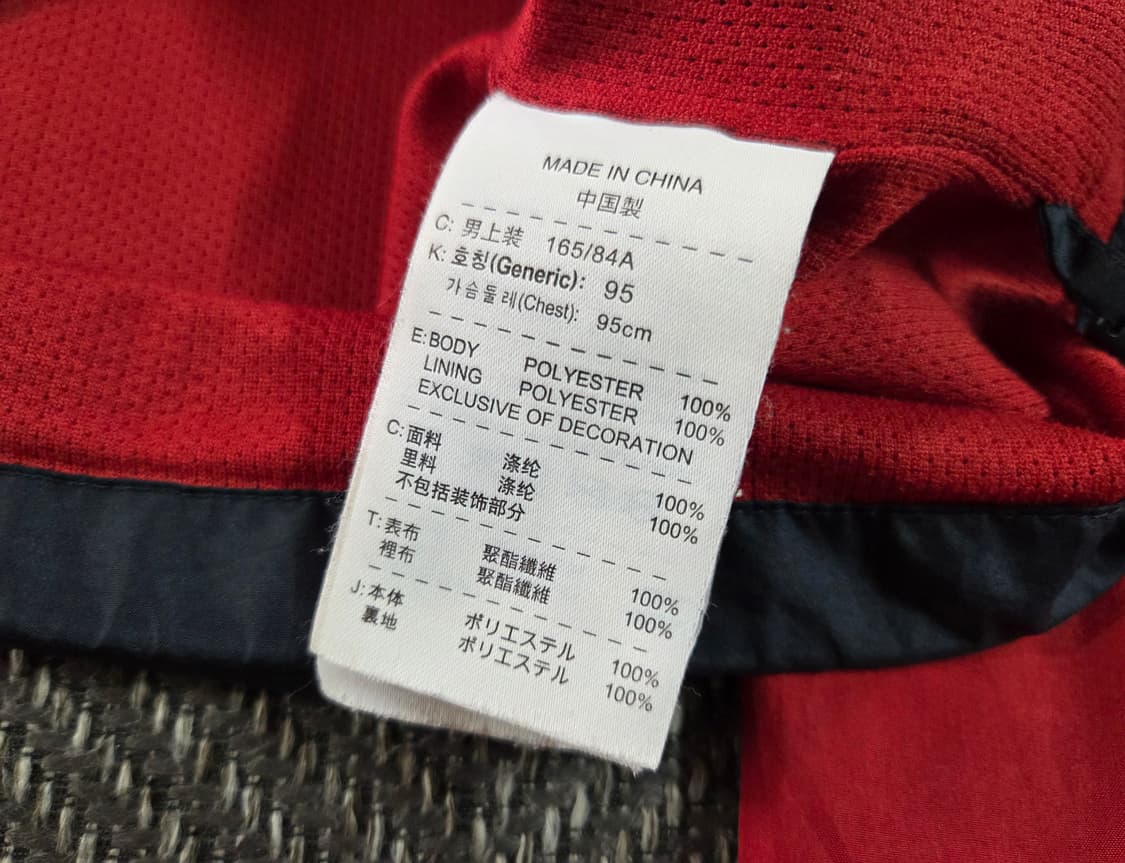 MADE IN CHINA
中国製
C: 男上装 165/84A
K: 호칭(Generic): 95
가슴둘레(Chest): 95cm
E: BODY POLYESTER 100%
LINING POLYESTER 100%
EXCLUSIVE OF DECORATION
C: 面料 涤纶 100%
里料 涤纶 100%
不包括装饰部分
T: 表布 聚酯纖維 100%
裡布 聚酯纖維 100%
J: 本体 ポリエステル 100%
裏地 ポリエステル 100%